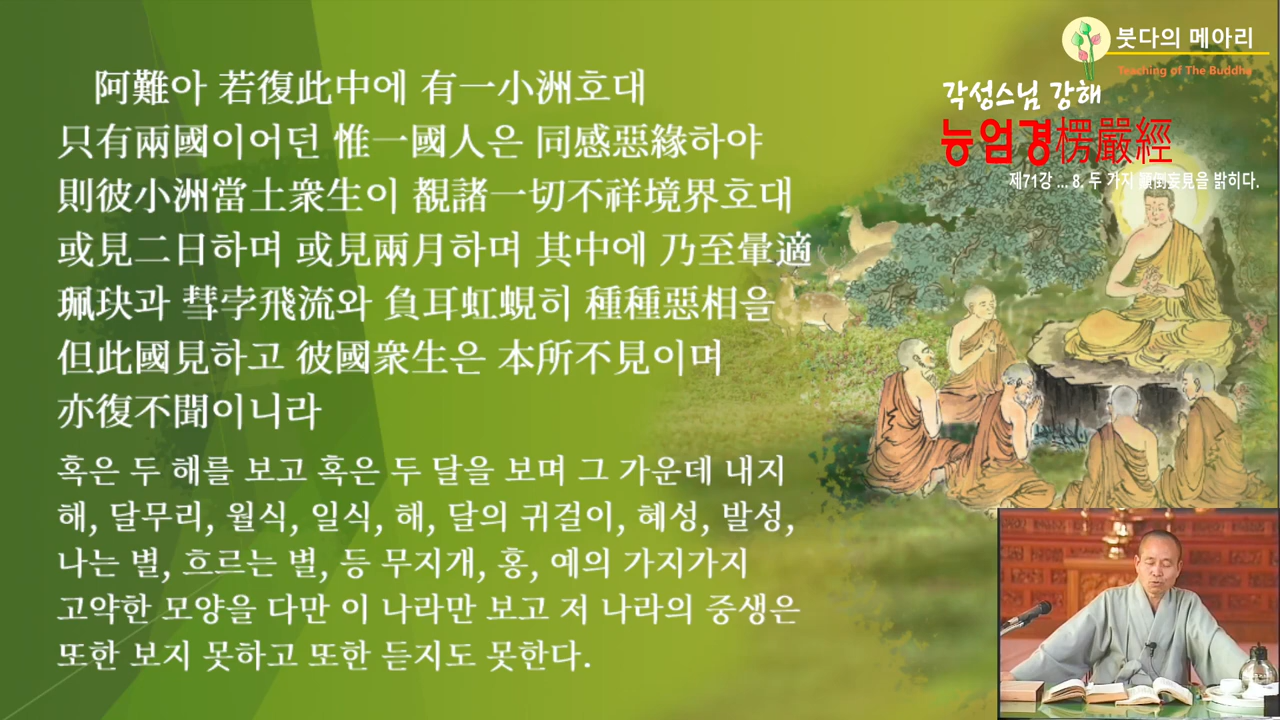 阿難아 若復此中에 有一小洲호대
只有兩國이어던 惟一國人은 同感惡緣하야
則彼小洲當土衆生이 覩諸一切不祥境界호대
或見二日하며 或見兩月하며 其中에 乃至暈適
珮玦과 彗孛飛流와 負耳虹蜺히 種種惡相을
但此國見하고 彼國衆生은 本所不見이며
亦復不聞이니라
혹은 두 해를 보고 혹은 두 달을 보며 그 가운데 내지
해, 달무리, 월식, 일식, 해, 달의 귀걸이, 혜성, 발성,
나는 별, 흐르는 별, 등 무지개, 홍, 예의 가지가지
고약한 모양을 다만 이 나라만 보고 저 나라의 중생은
또한 보지 못하고 또한 듣지도 못한다.
붓다의 메아리
Teaching of The Buddha
각성스님 강해
능엄경楞嚴經
제71강 ... 8. 두 가지 顚倒妄見을 밝히다.